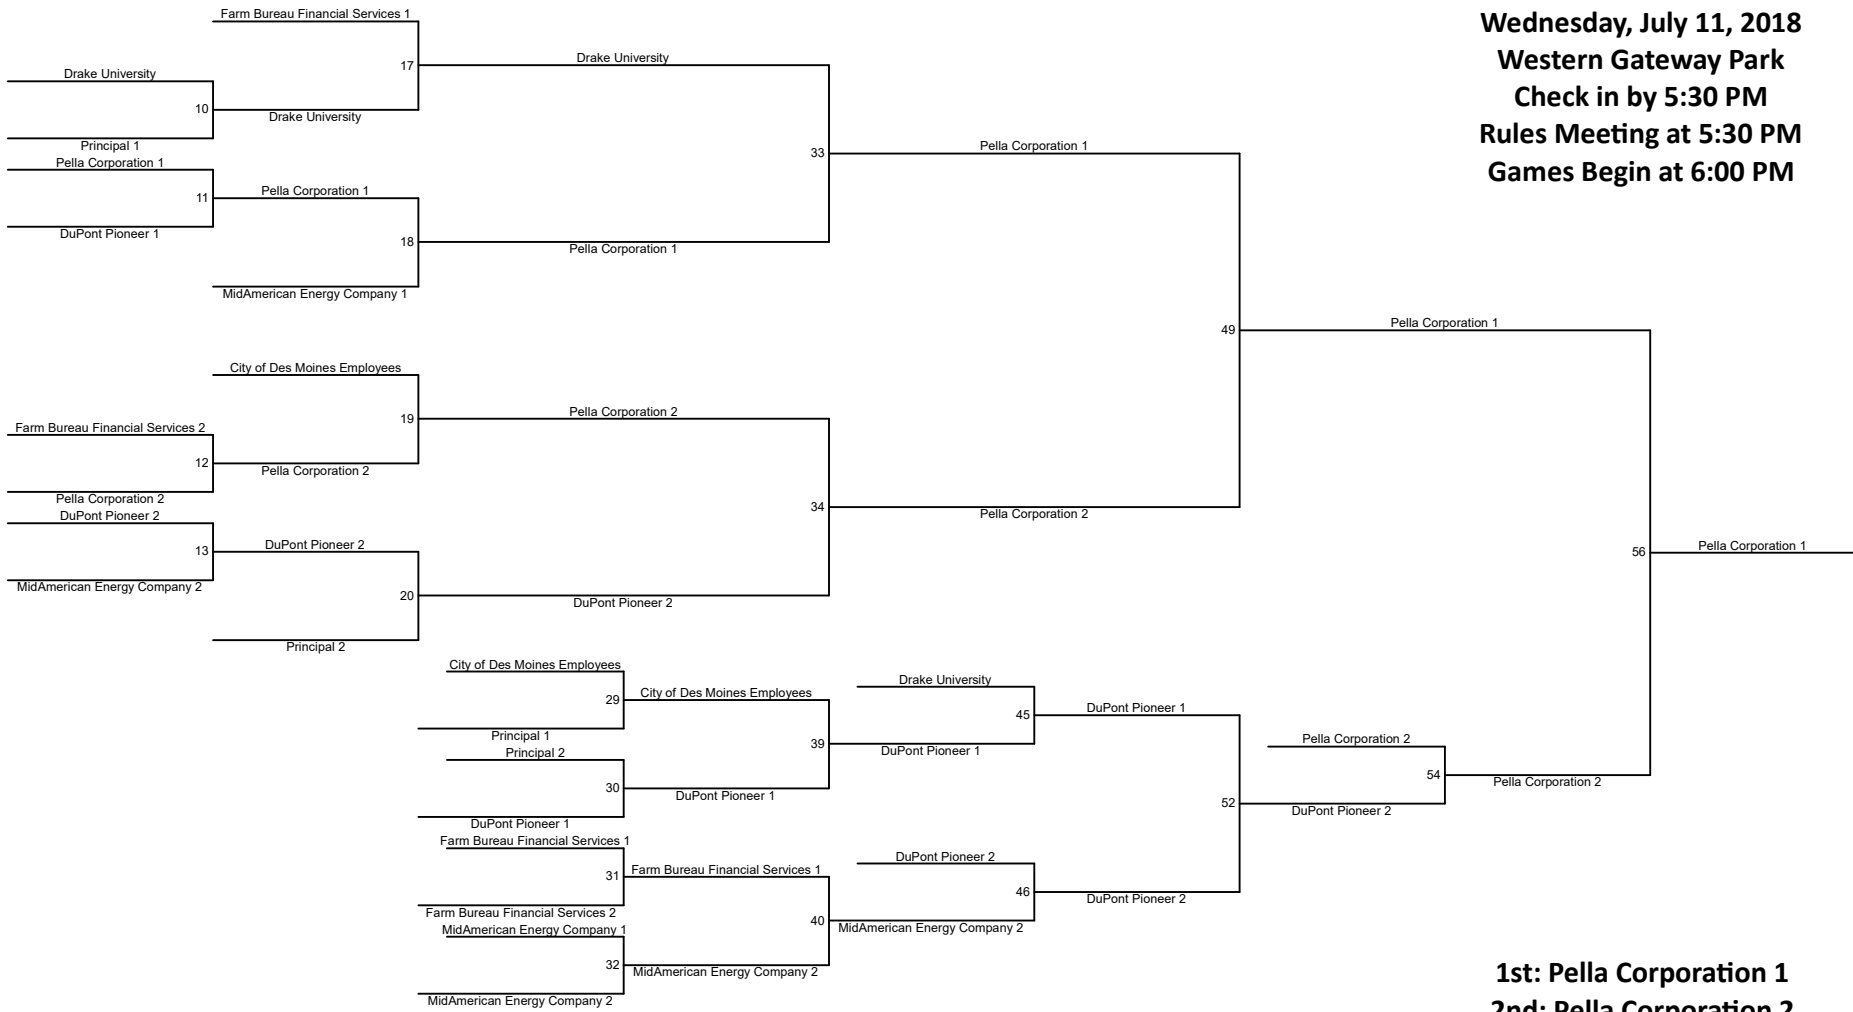 Wednesday, July 11, 2018
Western Gateway Park
Check in by 5:30 PM
Rules Meeting at 5:30 PM
Games Begin at 6:00 PM
Farm Bureau Financial Services 1
17
Drake University
Drake University
10
Drake University
Principal 1
Pella Corporation 1
33
Pella Corporation 1
11
Pella Corporation 1
DuPont Pioneer 1
18
Pella Corporation 1
MidAmerican Energy Company 1
49
Pella Corporation 1
City of Des Moines Employees
19
Pella Corporation 2
Farm Bureau Financial Services 2
12
Pella Corporation 2
Pella Corporation 2
DuPont Pioneer 2
34
Pella Corporation 2
13
DuPont Pioneer 2
MidAmerican Energy Company 2
56
Pella Corporation 1
20
DuPont Pioneer 2
Principal 2
City of Des Moines Employees
29
City of Des Moines Employees
Principal 1
Principal 2
39
DuPont Pioneer 1
30
DuPont Pioneer 1
DuPont Pioneer 1
Drake University
45
DuPont Pioneer 1
Pella Corporation 2
54
Pella Corporation 2
52
DuPont Pioneer 2
Farm Bureau Financial Services 1
31
Farm Bureau Financial Services 1
Farm Bureau Financial Services 2
MidAmerican Energy Company 1
40
MidAmerican Energy Company 2
32
MidAmerican Energy Company 2
MidAmerican Energy Company 2
DuPont Pioneer 2
46
DuPont Pioneer 2
1st: Pella Corporation 1
2nd: Pella Corporation 2